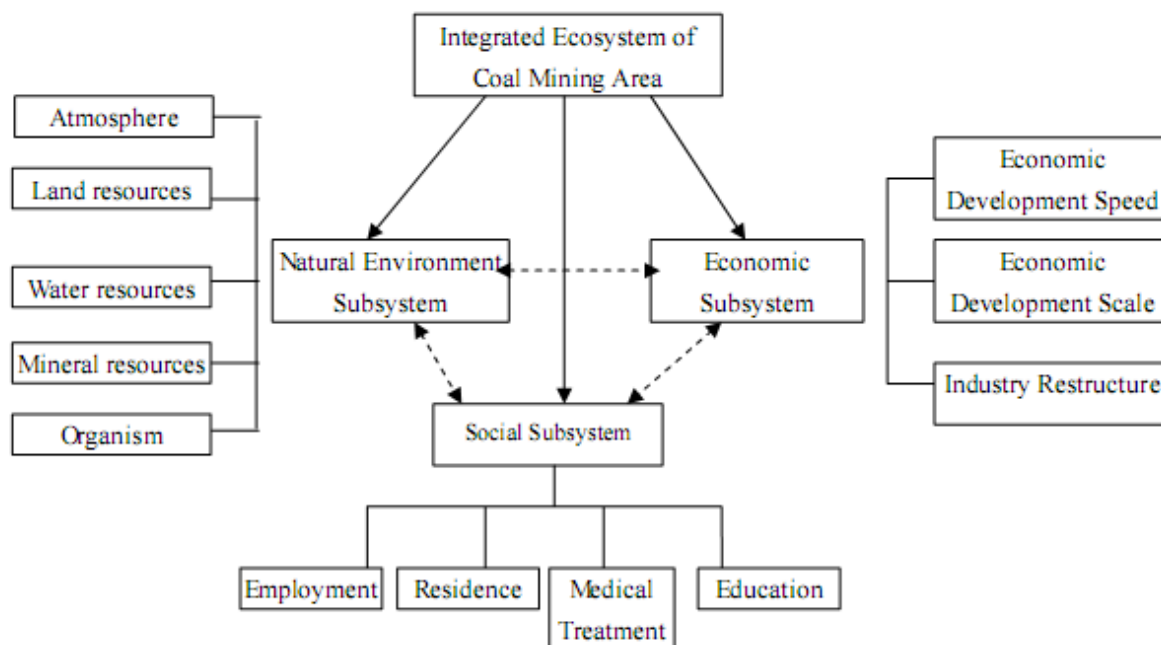 Integrated Ecosystem of
Coal Mining Area
Atmosphere
Land resources
Water resources
Mineral resources
Organism
Natural Environment
Subsystem
Economic
Subsystem
Economic
Development Speed
Economic
Development Scale
Industry Restructure
Social Subsystem
Employment
Residence
Medical
Treatment
Education